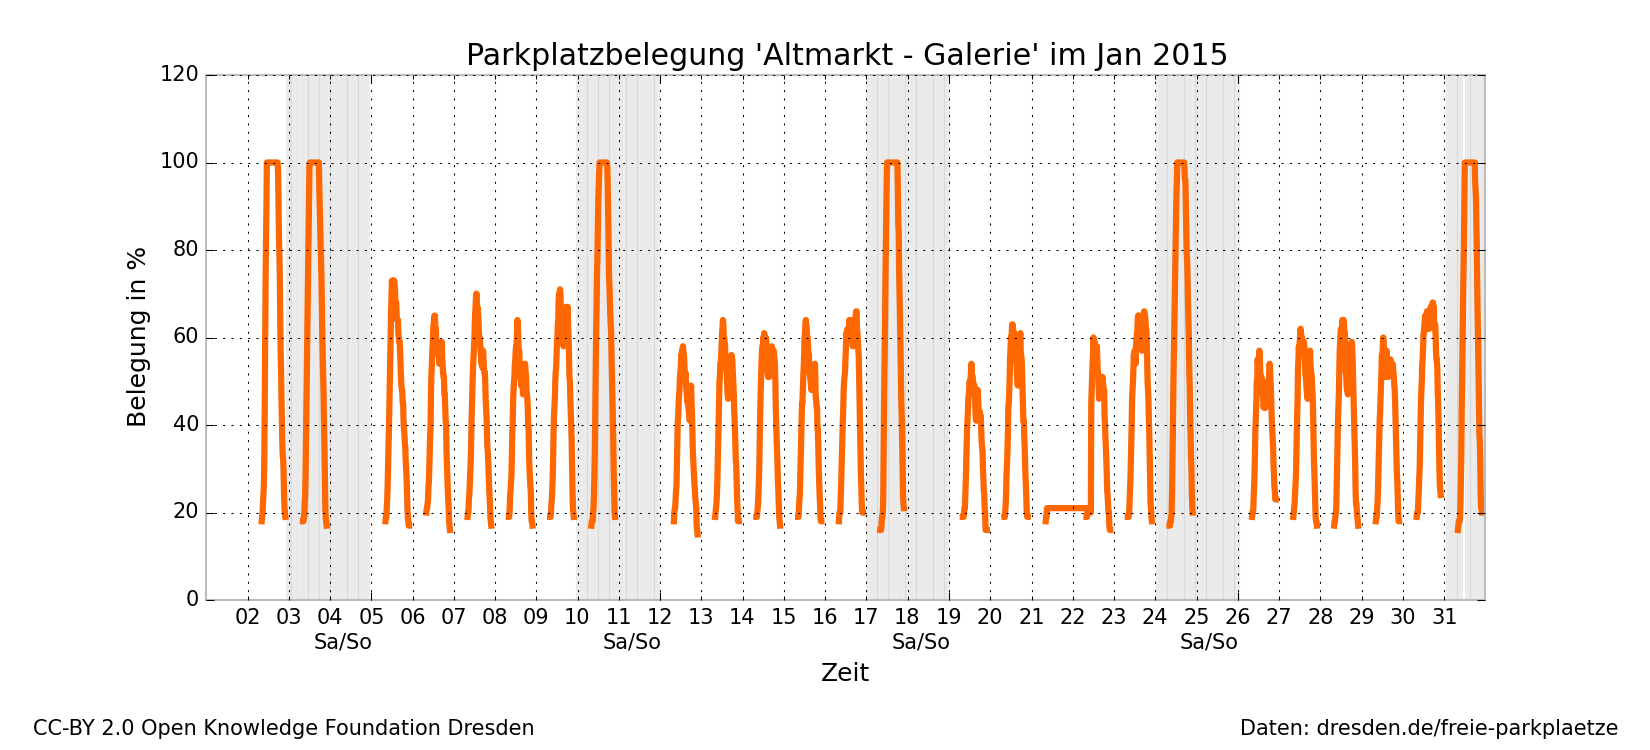 Parkplatzbelegung 'Altmarkt - Galerie' im Jan 2015
120
100
80
60
40
20
0
Belegung in %
02 03 04 05 06 07 08 09 10 11 12 13 14 15 16 17 18 19 20 21 22 23 24 25 26 27 28 29 30 31
Sa/So Sa/So Sa/So Sa/So
Zeit
CC-BY 2.0 Open Knowledge Foundation Dresden
Daten: dresden.de/freie-parkplaetze